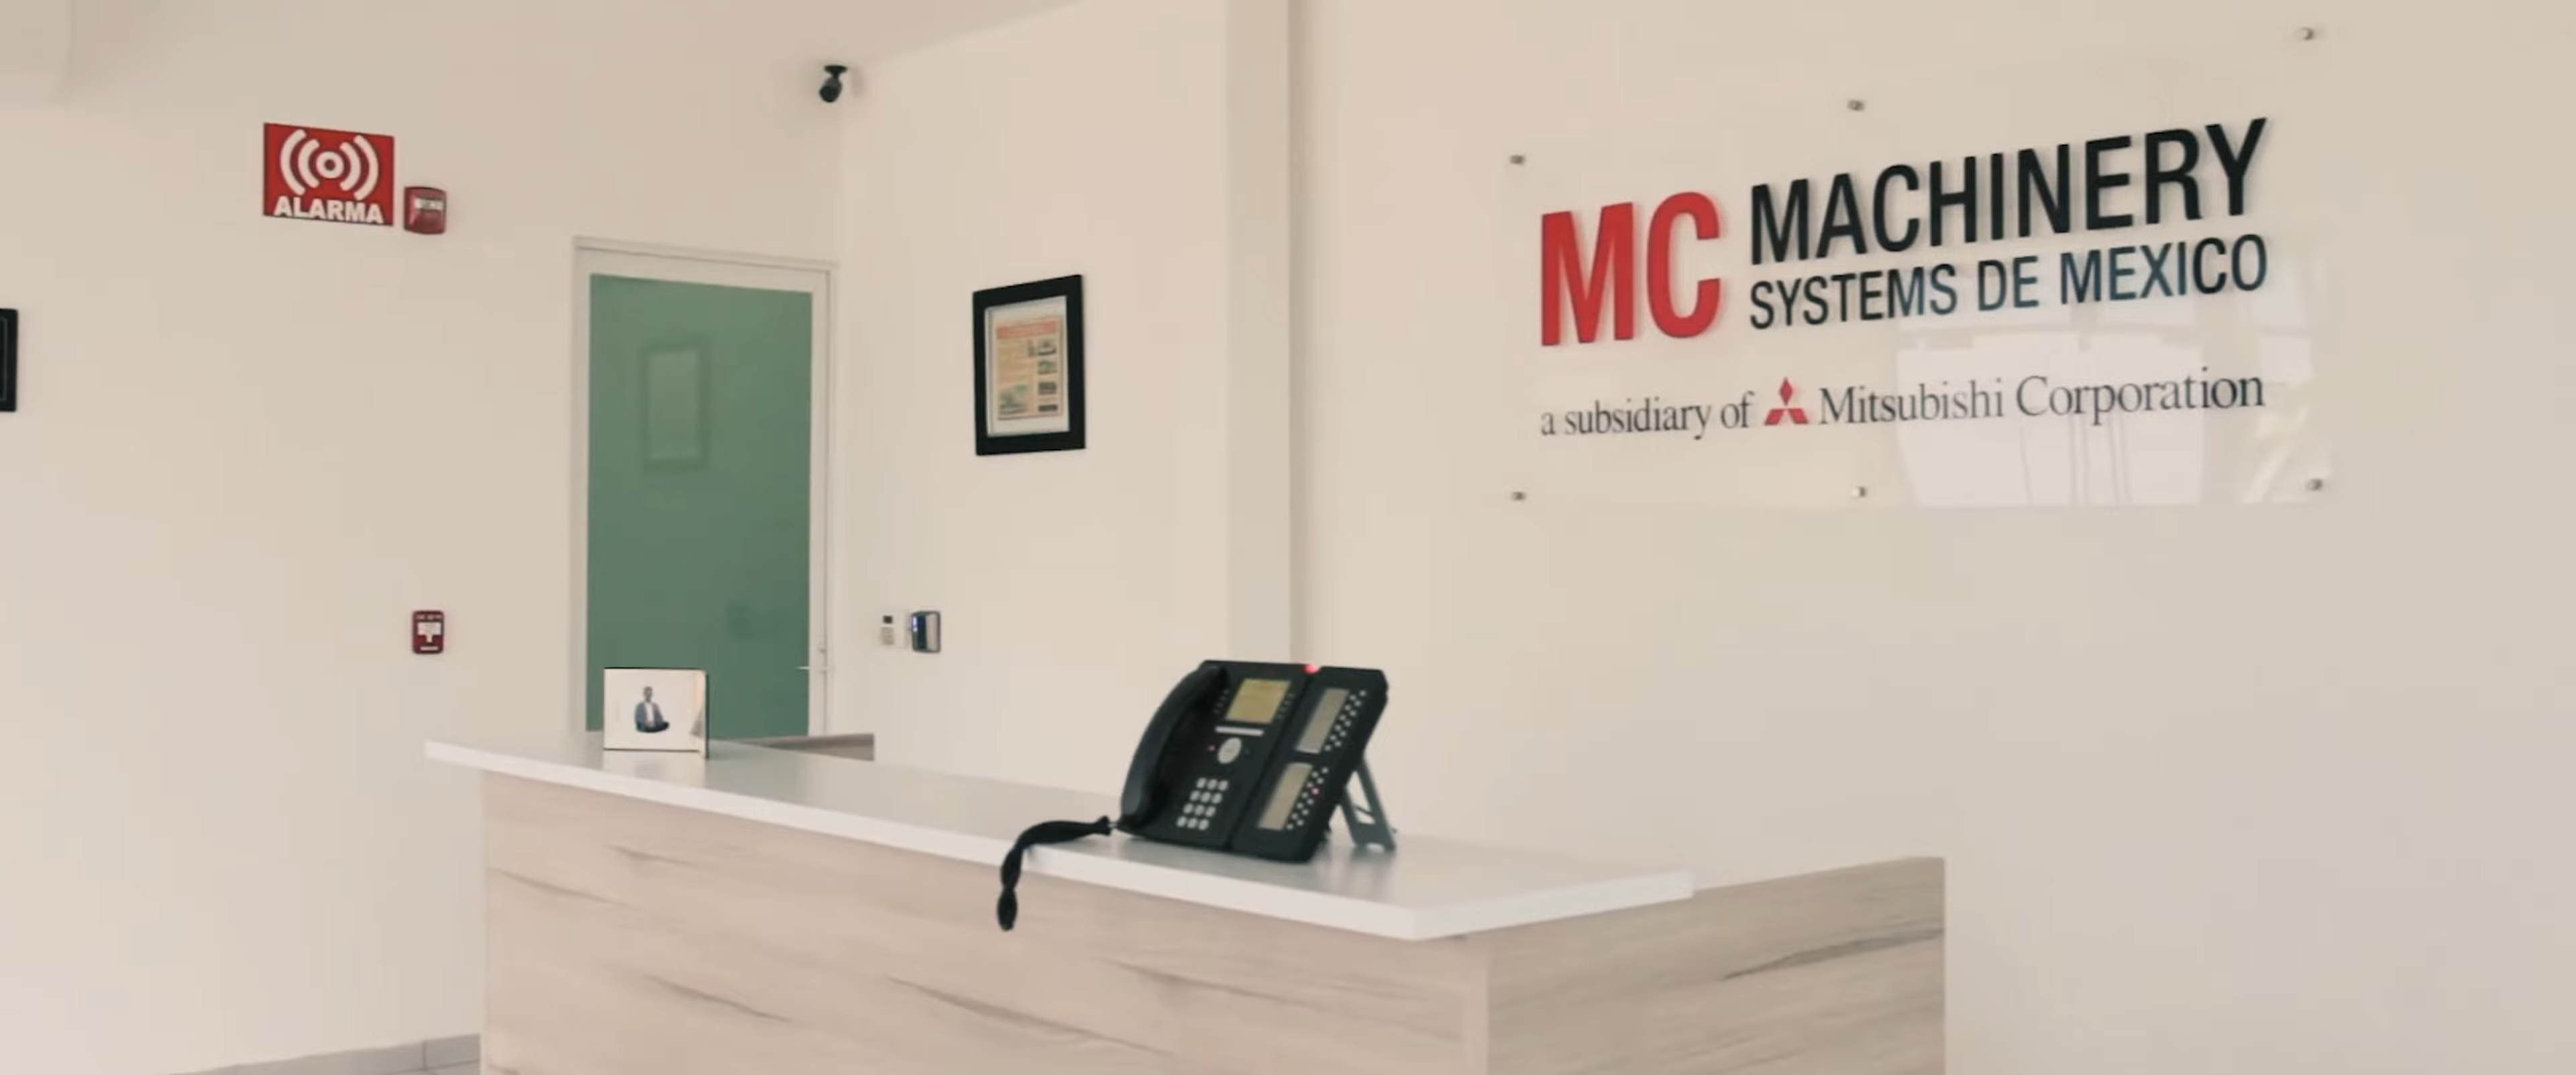 ALARMA
MC MACHINERY
SYSTEMS DE MEXICO
a subsidiary of Mitsubishi Corporation